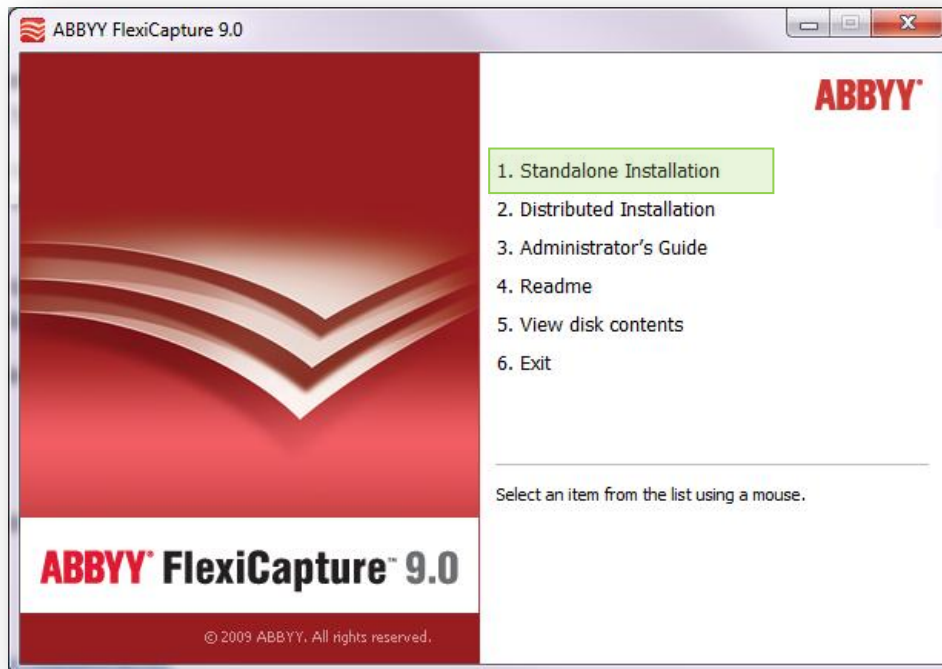 ABBYY FlexiCapture 9.0
ABBYY®
1. Standalone Installation
2. Distributed Installation
3. Administrator's Guide
4. Readme
5. View disk contents
6. Exit
Select an item from the list using a mouse.
ABBYY® FlexiCapture™ 9.0
© 2009 ABBYY. All rights reserved.